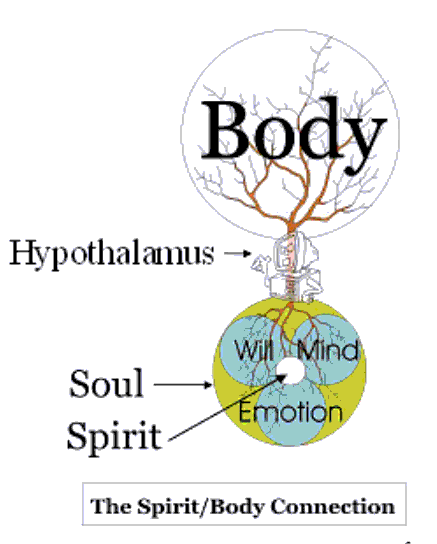 Body
Hypothalamus
Will Mind
Soul
Emotion
Spirit
The Spirit/Body Connection